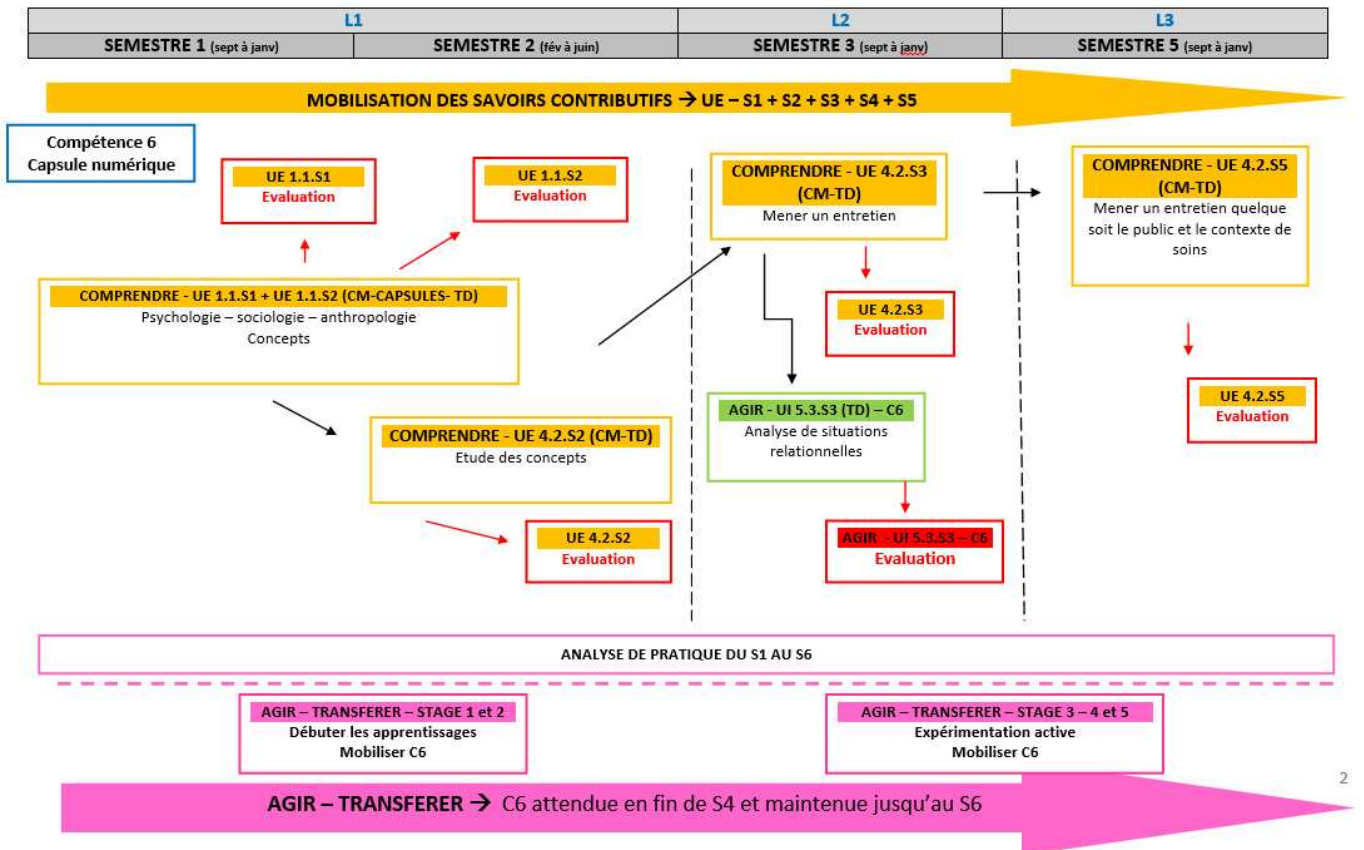 L1
L2
L3
SEMESTRE 1 (sept à janv)
SEMESTRE 2 (fév à juin)
SEMESTRE 3 (sept à janv)
SEMESTRE 5 (sept à janv)
MOBILISATION DES SAVOIRS CONTRIBUTIFS → UE – S1 + S2 + S3 + S4 + S5
Compétence 6
Capsule numérique
UE 1.1.S1
Evaluation
UE 1.1.S2
Evaluation
COMPRENDRE - UE 4.2.S3
(CM-TD)
Mener un entretien
COMPRENDRE - UE 4.2.S5
(CM-TD)
Mener un entretien quelque
soit le public et le contexte de
soins
COMPRENDRE - UE 1.1.S1 + UE 1.1.S2 (CM-CAPSULES- TD)
Psychologie – sociologie – anthropologie
Concepts
UE 4.2.S3
Evaluation
UE 4.2.S5
Evaluation
COMPRENDRE - UE 4.2.S2 (CM-TD)
Etude des concepts
AGIR - UI 5.3.S3 (TD) – C6
Analyse de situations
relationnelles
UE 4.2.S2
Evaluation
AGIR - UI 5.3.S3 – C6
Evaluation
ANALYSE DE PRATIQUE DU S1 AU S6
AGIR – TRANSFERER – STAGE 1 et 2
Débuter les apprentissages
Mobiliser C6
AGIR – TRANSFERER – STAGE 3 – 4 et 5
Expérimentation active
Mobiliser C6
2
AGIR – TRANSFERER → C6 attendue en fin de S4 et maintenue jusqu'au S6